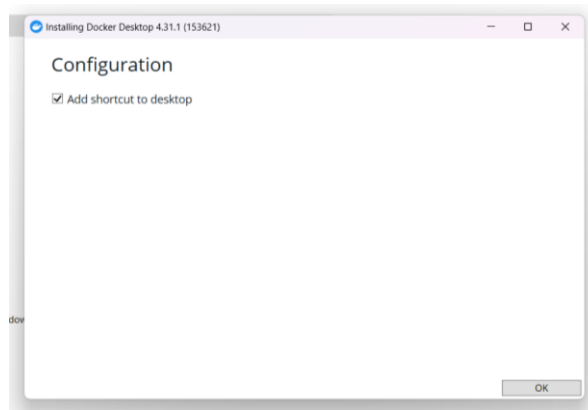 Installing Docker Desktop 4.31.1 (153621)
Configuration
Add shortcut to desktop
OK